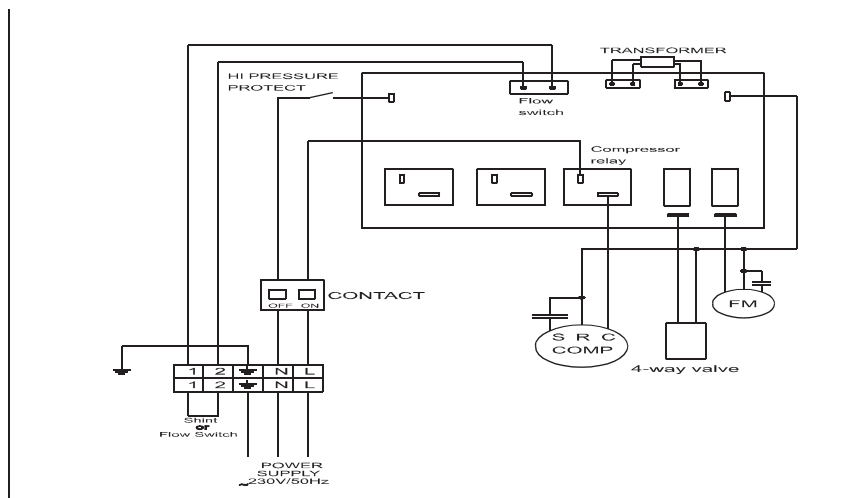 TRANSFORMER
HI PRESSURE
PROTECT
Flow
switch
Compressor
relay
CONTACT
OFF ON
FM
S R C
COMP
4-way valve
1 2 N L
1 2 N L
Shint
or
Flow Switch
POWER
SUPPLY
~230V/50Hz